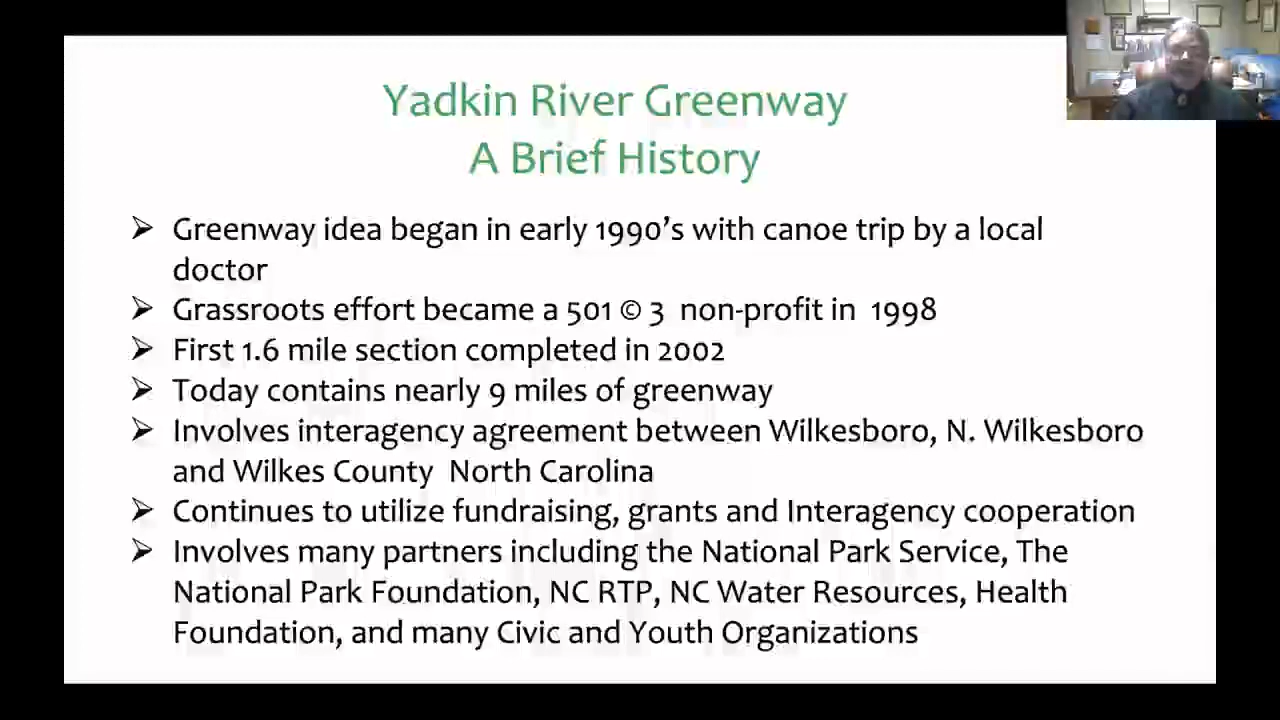 Yadkin River Greenway
A Brief History
➢ Greenway idea began in early 1990’s with canoe trip by a local
doctor
➢ Grassroots effort became a 501 © 3  non-profit in  1998
➢ First 1.6 mile section completed in 2002
➢ Today contains nearly 9 miles of greenway
➢ Involves interagency agreement between Wilkesboro, N. Wilkesboro
and Wilkes County  North Carolina
➢ Continues to utilize fundraising, grants and Interagency cooperation
➢ Involves many partners including the National Park Service, The
National Park Foundation, NC RTP, NC Water Resources, Health
Foundation, and many Civic and Youth Organizations